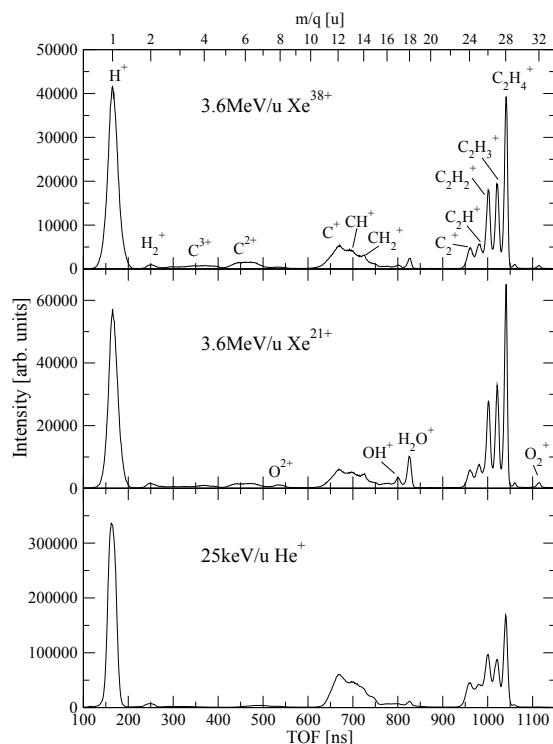 m/q [u]
1 2 4 6 8 10 12 14 16 18 20 24 28 32
50000
40000
30000
20000
10000
0
H⁺
3.6MeV/u Xe³⁸⁺
C₂H₄⁺
C₂H₃⁺
C₂H₂⁺
C₂H⁺
C₂⁺
H₂⁺
C³⁺
C²⁺
C⁺
CH⁺
CH₂⁺
Intensity [arb. units]
60000
40000
20000
0
3.6MeV/u Xe²¹⁺
O²⁺
OH⁺
H₂O⁺
O₂⁺
300000
200000
100000
0
25keV/u He⁺
100 200 300 400 500 600 700 800 900 1000 1100
TOF [ns]